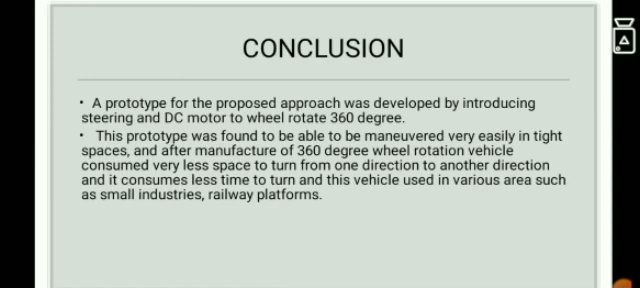 CONCLUSION
• A prototype for the proposed approach was developed by introducing
steering and DC motor to wheel rotate 360 degree.
• This prototype was found to be able to be maneuvered very easily in tight
spaces, and after manufacture of 360 degree wheel rotation vehicle
consumed very less space to turn from one direction to another direction
and it consumes less time to turn and this vehicle used in various area such
as small industries, railway platforms.